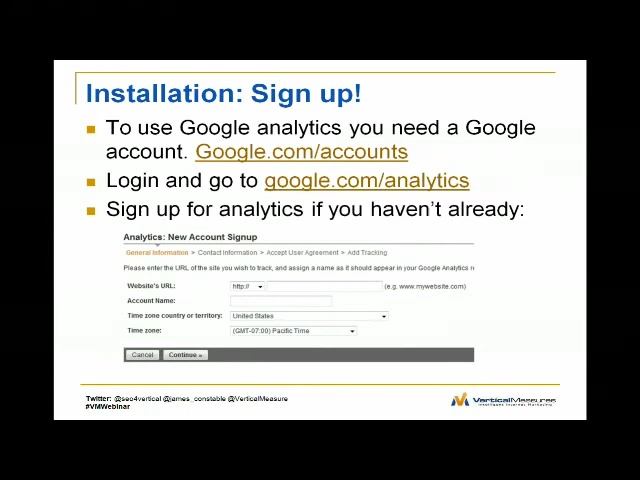 Installation: Sign up!
To use Google analytics you need a Google
account. Google.com/accounts
Login and go to google.com/analytics
Sign up for analytics if you haven't already:
Analytics: New Account Signup
General Information > Contact Information > Accept User Agreement > Add Tracking
Please enter the URL of the site you wish to track, and assign a name as it should appear in your Google Analytics r
Website's URL: http:// (e.g. www.mywebsite.com)
Account Name:
Time zone country or territory: United States
Time zone: (GMT-07:00) Pacific Time
Cancel Continue »
Twitter: @seo4vertical @james_constable @VerticalMeasure
#VMWebinar
VerticalMeasures
Intelligent Internet Marketing